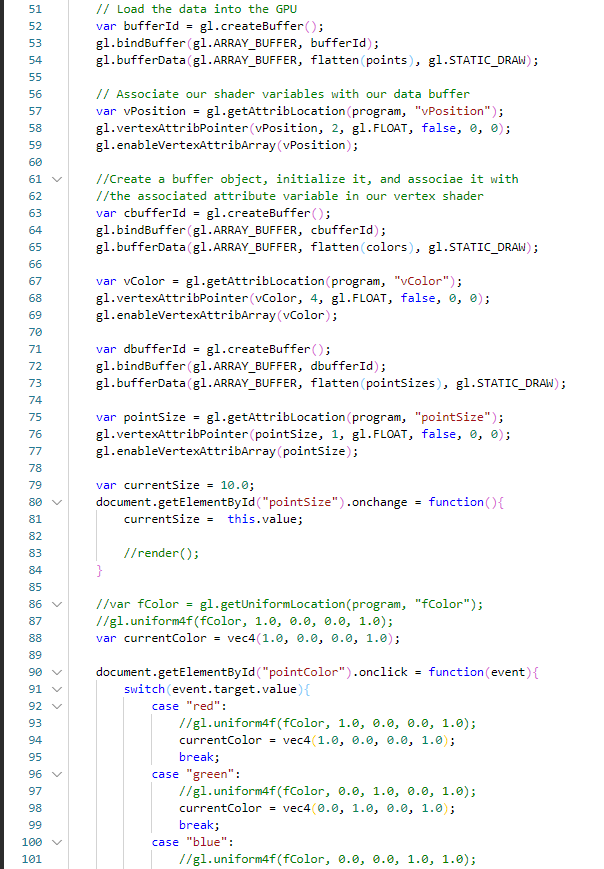 51 // Load the data into the GPU
52 var bufferId = gl.createBuffer();
53 gl.bindBuffer(gl.ARRAY_BUFFER, bufferId);
54 gl.bufferData(gl.ARRAY_BUFFER, flatten(points), gl.STATIC_DRAW);
55
56 // Associate our shader variables with our data buffer
57 var vPosition = gl.getAttribLocation(program, "vPosition");
58 gl.vertexAttribPointer(vPosition, 2, gl.FLOAT, false, 0, 0);
59 gl.enableVertexAttribArray(vPosition);
60
61 //Create a buffer object, initialize it, and associae it with
62 //the associated attribute variable in our vertex shader
63 var cbufferId = gl.createBuffer();
64 gl.bindBuffer(gl.ARRAY_BUFFER, cbufferId);
65 gl.bufferData(gl.ARRAY_BUFFER, flatten(colors), gl.STATIC_DRAW);
66
67 var vColor = gl.getAttribLocation(program, "vColor");
68 gl.vertexAttribPointer(vColor, 4, gl.FLOAT, false, 0, 0);
69 gl.enableVertexAttribArray(vColor);
70
71 var dbufferId = gl.createBuffer();
72 gl.bindBuffer(gl.ARRAY_BUFFER, dbufferId);
73 gl.bufferData(gl.ARRAY_BUFFER, flatten(pointSizes), gl.STATIC_DRAW);
74
75 var pointSize = gl.getAttribLocation(program, "pointSize");
76 gl.vertexAttribPointer(pointSize, 1, gl.FLOAT, false, 0, 0);
77 gl.enableVertexAttribArray(pointSize);
78
79 var currentSize = 10.0;
80 document.getElementById("pointSize").onchange = function(){
81 currentSize =  this.value;
82
83 //render();
84 }
85
86 //var fColor = gl.getUniformLocation(program, "fColor");
87 //gl.uniform4f(fColor, 1.0, 0.0, 0.0, 1.0);
88 var currentColor = vec4(1.0, 0.0, 0.0, 1.0);
89
90 document.getElementById("pointColor").onclick = function(event){
91 switch(event.target.value){
92 case "red":
93 //gl.uniform4f(fColor, 1.0, 0.0, 0.0, 1.0);
94 currentColor = vec4(1.0, 0.0, 0.0, 1.0);
95 break;
96 case "green":
97 //gl.uniform4f(fColor, 0.0, 1.0, 0.0, 1.0);
98 currentColor = vec4(0.0, 1.0, 0.0, 1.0);
99 break;
100 case "blue":
101 //gl.uniform4f(fColor, 0.0, 0.0, 1.0, 1.0);